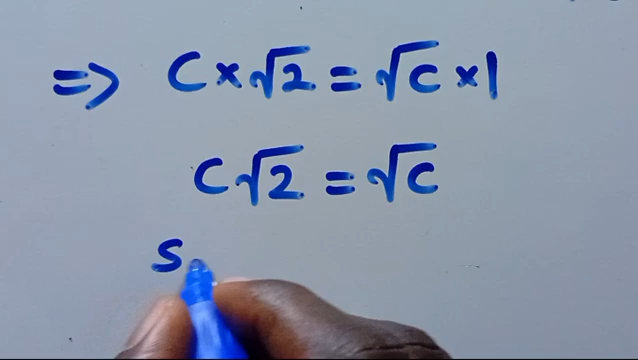 ⇒ C×√2 = √C×1
C√2 = √C
S